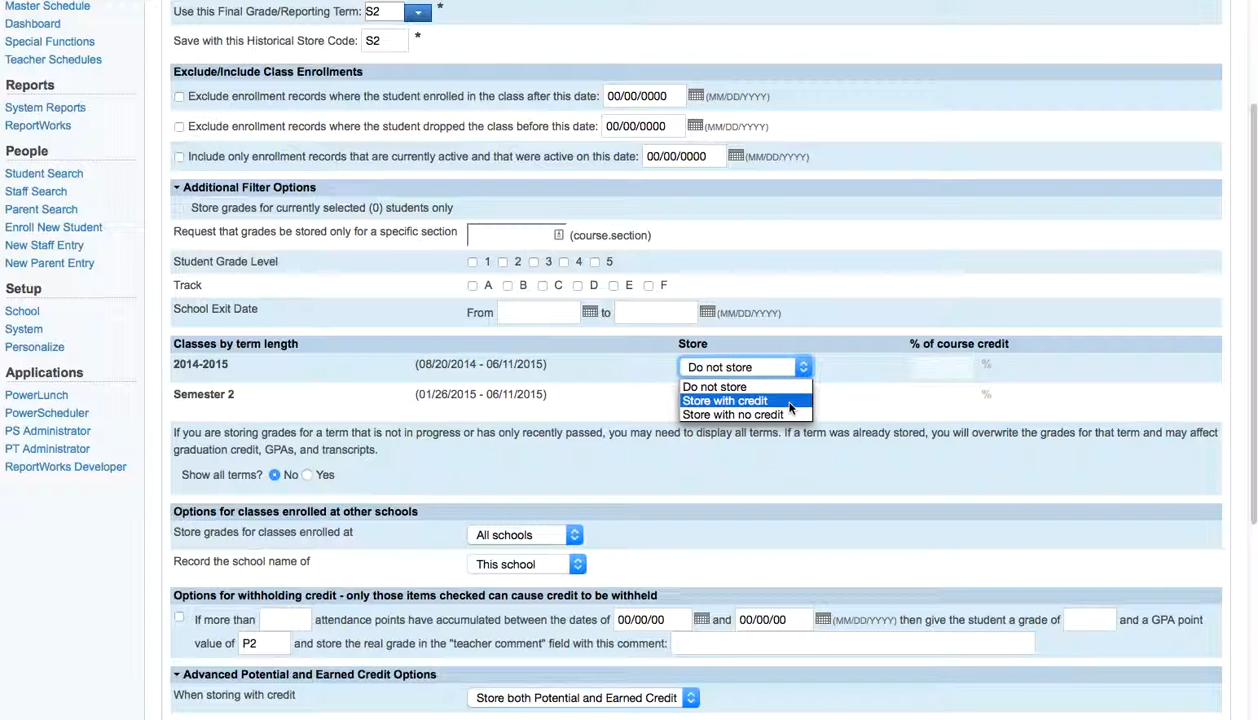 Master Schedule
Dashboard
Special Functions
Teacher Schedules
Reports
System Reports
ReportWorks
People
Student Search
Staff Search
Parent Search
Enroll New Student
New Staff Entry
New Parent Entry
Setup
School
System
Personalize
Applications
PowerLunch
PowerScheduler
PS Administrator
PT Administrator
ReportWorks Developer
Use this Final Grade/Reporting Term: S2 *
Save with this Historical Store Code: S2 *
Exclude/Include Class Enrollments
Exclude enrollment records where the student enrolled in the class after this date: 00/00/0000 (MM/DD/YYYY)
Exclude enrollment records where the student dropped the class before this date: 00/00/0000 (MM/DD/YYYY)
Include only enrollment records that are currently active and that were active on this date: 00/00/0000 (MM/DD/YYYY)
Additional Filter Options
Store grades for currently selected (0) students only
Request that grades be stored only for a specific section (course.section)
Student Grade Level 1 2 3 4 5
Track A B C D E F
School Exit Date From to (MM/DD/YYYY)
Classes by term length Store % of course credit
2014-2015 (08/20/2014 - 06/11/2015) Do not store %
Do not store
Semester 2 (01/26/2015 - 06/11/2015) Store with credit %
Store with no credit
If you are storing grades for a term that is not in progress or has only recently passed, you may need to display all terms. If a term was already stored, you will overwrite the grades for that term and may affect
graduation credit, GPAs, and transcripts.
Show all terms? No Yes
Options for classes enrolled at other schools
Store grades for classes enrolled at All schools
Record the school name of This school
Options for withholding credit - only those items checked can cause credit to be withheld
If more than attendance points have accumulated between the dates of 00/00/00 and 00/00/00 (MM/DD/YYYY) then give the student a grade of and a GPA point
value of P2 and store the real grade in the "teacher comment" field with this comment:
Advanced Potential and Earned Credit Options
When storing with credit Store both Potential and Earned Credit